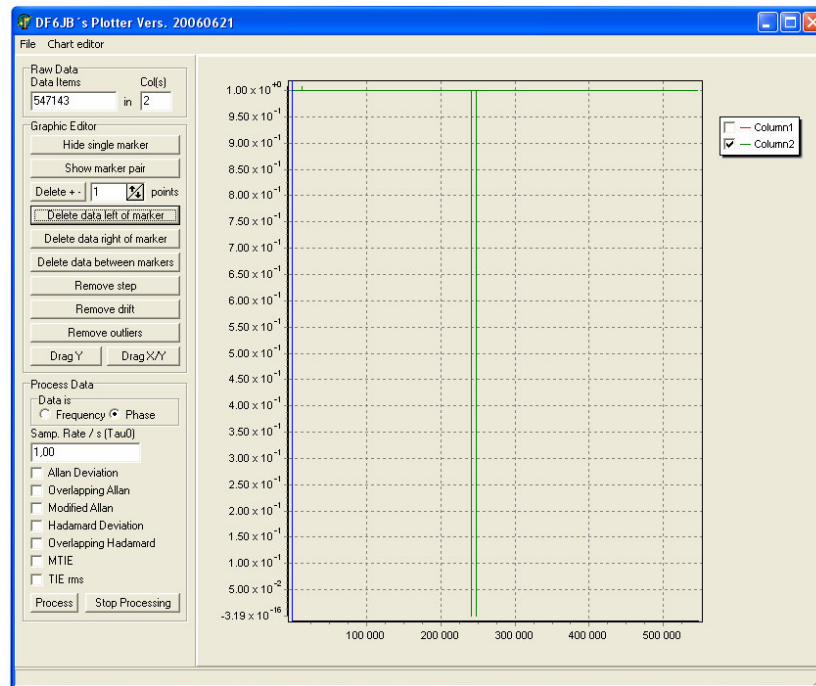 DF6JB´s Plotter Vers. 20060621
File Chart editor
Raw Data
Data Items Col(s)
547143 in 2
Graphic Editor
Hide single marker
Show marker pair
Delete + - 1 points
Delete data left of marker
Delete data right of marker
Delete data between markers
Remove step
Remove drift
Remove outliers
Drag Y Drag X/Y
Process Data
Data is
Frequency Phase
Samp. Rate / s (Tau0)
1,00
Allan Deviation
Overlapping Allan
Modified Allan
Hadamard Deviation
Overlapping Hadamard
MTIE
TIE rms
Process Stop Processing
1.00 x 10⁺⁰
9.50 x 10⁻¹
9.00 x 10⁻¹
8.50 x 10⁻¹
8.00 x 10⁻¹
7.50 x 10⁻¹
7.00 x 10⁻¹
6.50 x 10⁻¹
6.00 x 10⁻¹
5.50 x 10⁻¹
5.00 x 10⁻¹
4.50 x 10⁻¹
4.00 x 10⁻¹
3.50 x 10⁻¹
3.00 x 10⁻¹
2.50 x 10⁻¹
2.00 x 10⁻¹
1.50 x 10⁻¹
1.00 x 10⁻¹
5.00 x 10⁻²
-3.19 x 10⁻¹⁶
100 000 200 000 300 000 400 000 500 000
Column1
Column2